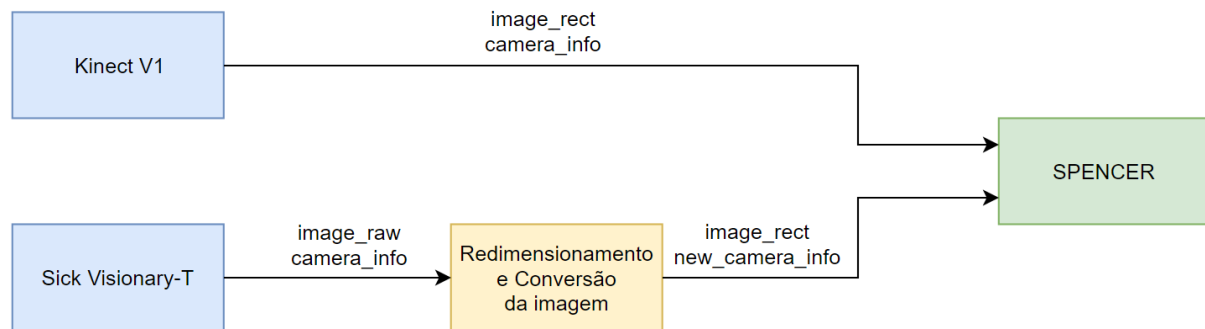 image_rect
camera_info
Kinect V1
SPENCER
image_raw
camera_info
image_rect
new_camera_info
Sick Visionary-T
Redimensionamento
e Conversão
da imagem